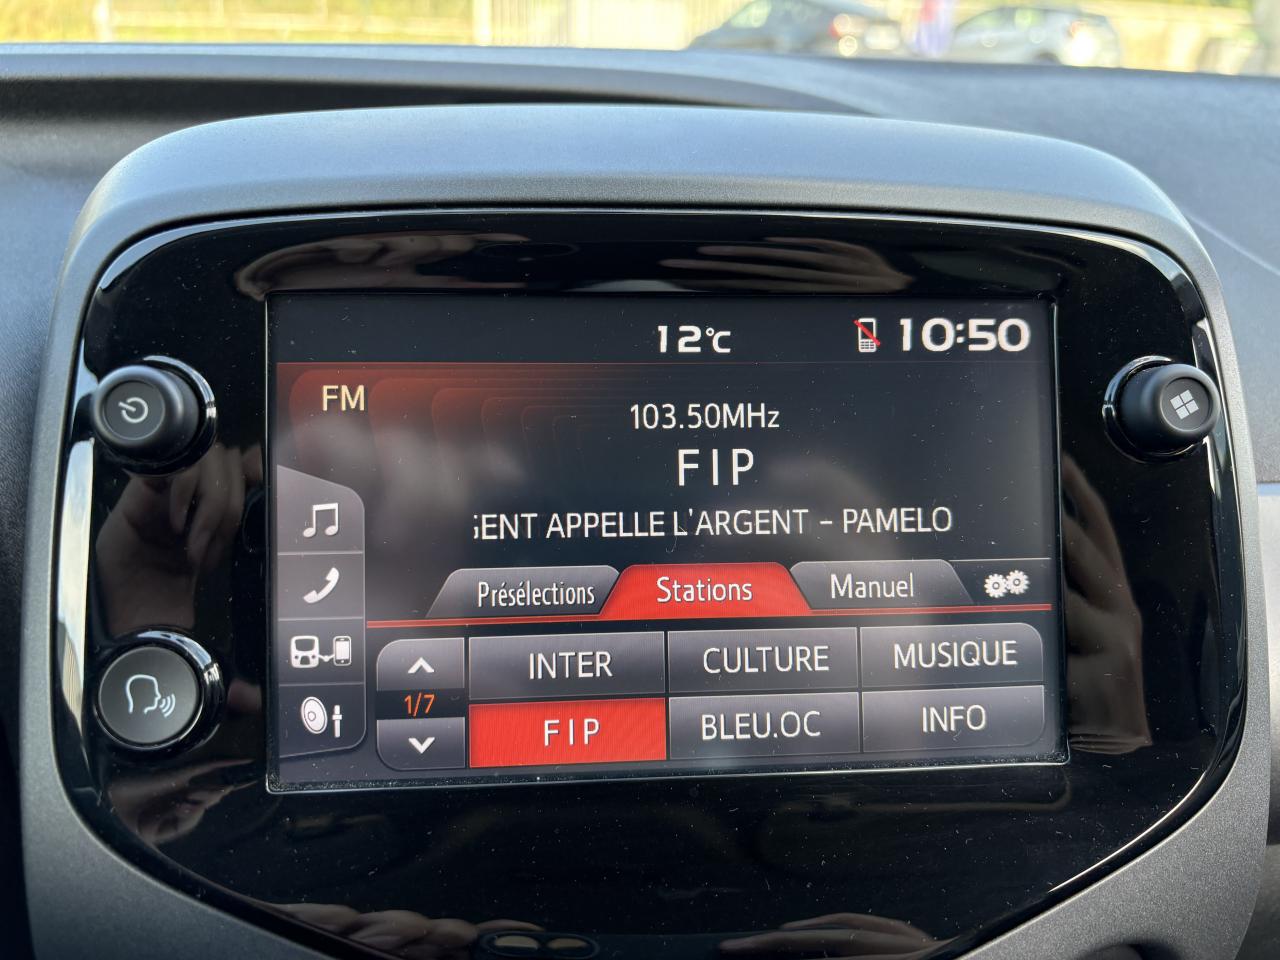 12°C 10:50
FM
103.50MHz
FIP
APPELLE L'ARGENT - PAMELO
Présélections Stations Manuel
INTER CULTURE MUSIQUE
1/7
FIP BLEU.OC INFO